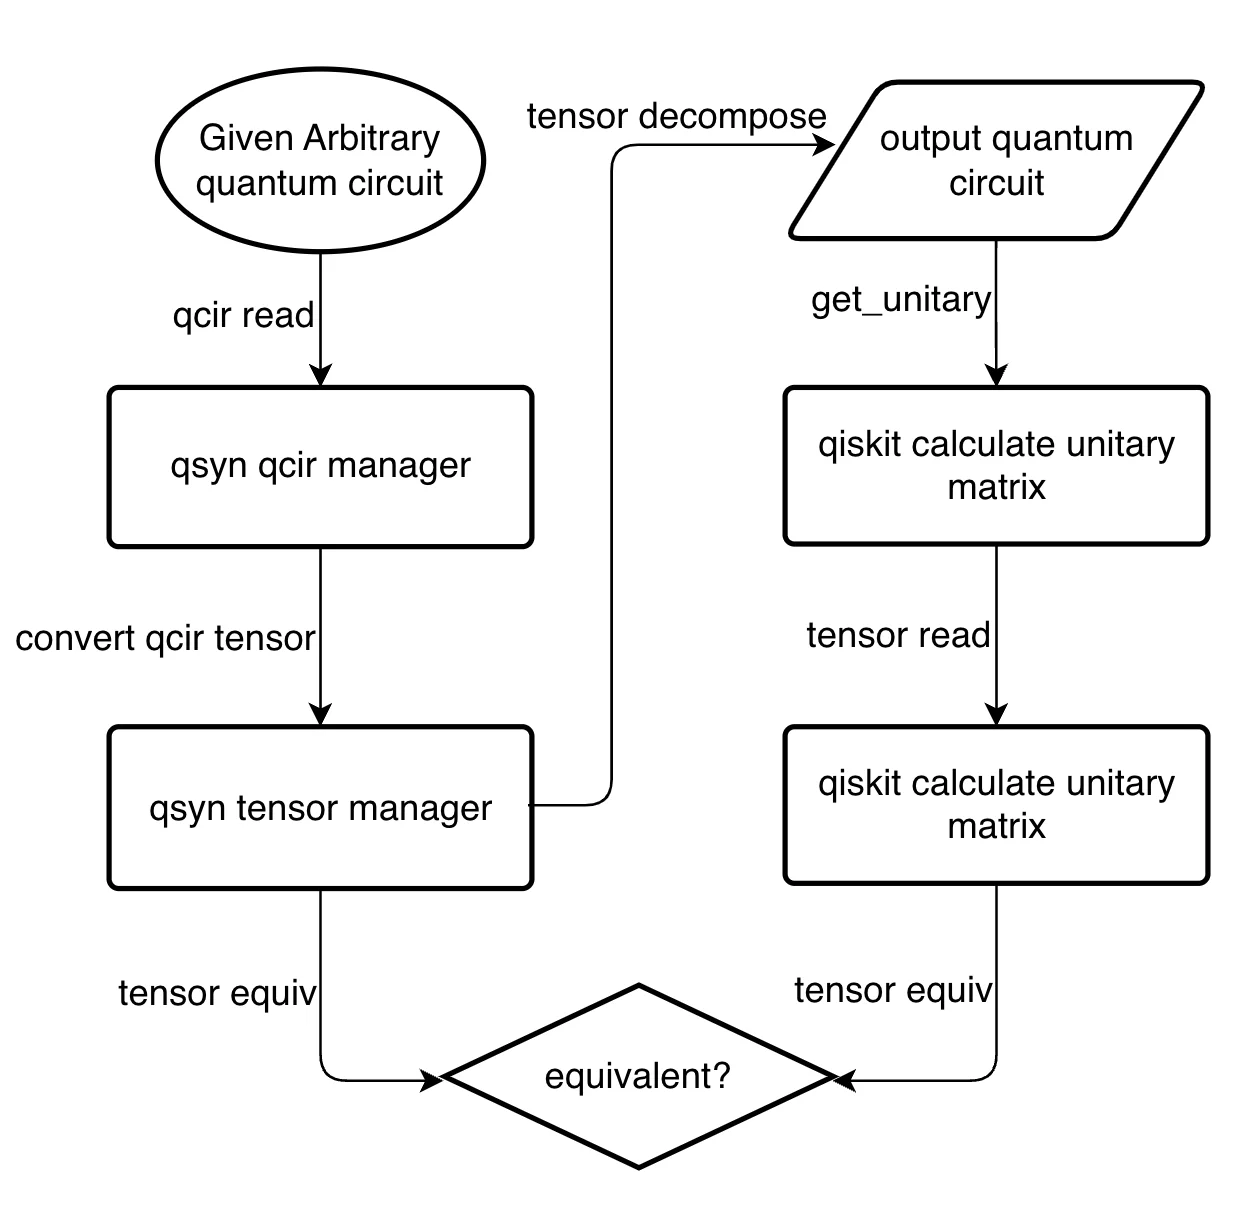 Given Arbitrary
quantum circuit
qcir read
qsyn qcir manager
convert qcir tensor
qsyn tensor manager
tensor equiv
tensor decompose
output quantum
circuit
get_unitary
qiskit calculate unitary
matrix
tensor read
qiskit calculate unitary
matrix
tensor equiv
equivalent?